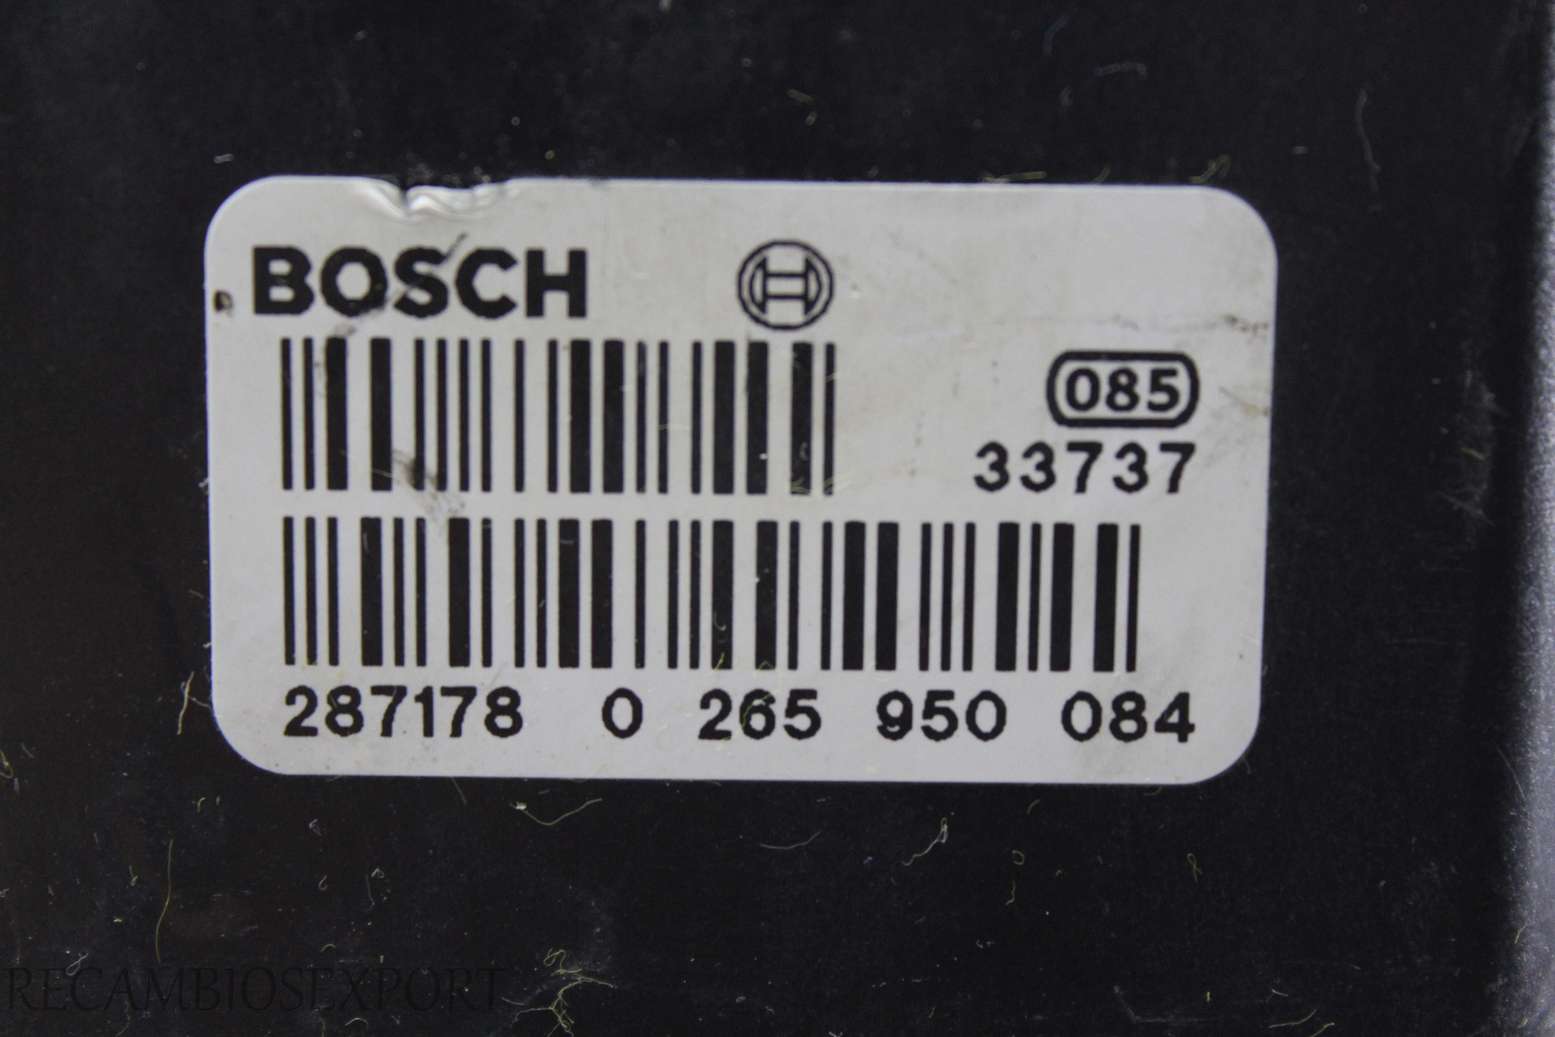 BOSCH
085
33737
287178 0 265 950 084
RECAMBIOSEXPORT